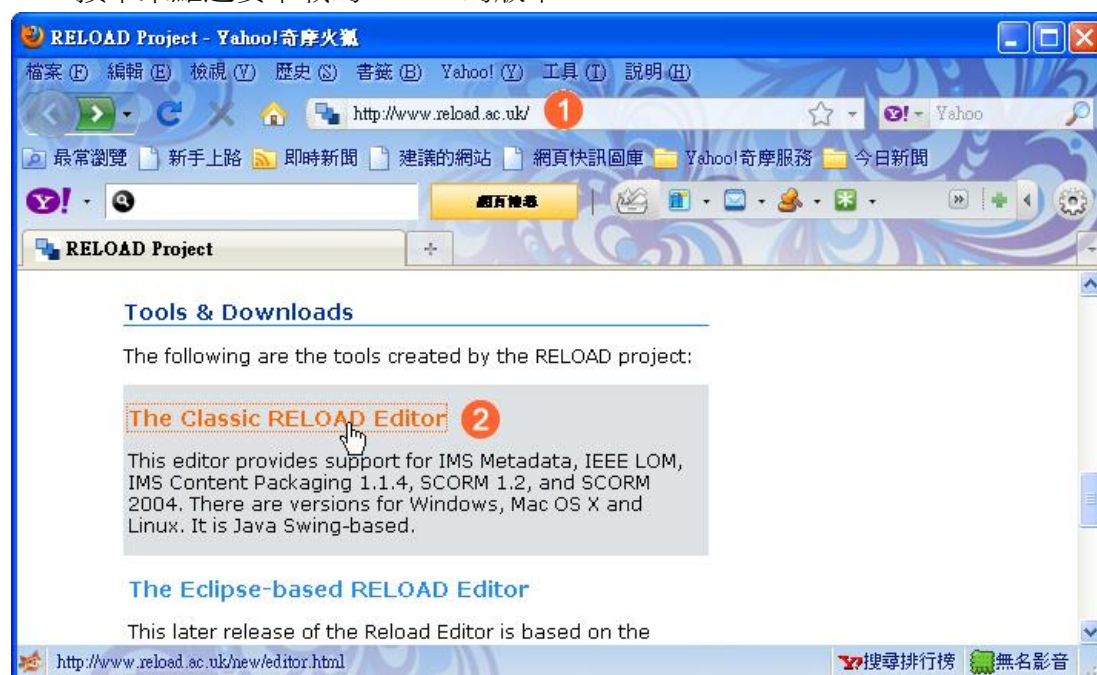 RELOAD Project - Yahoo!奇摩火狐
檔案(F) 編輯(E) 檢視(V) 歷史(S) 書籤(B) Yahoo!(Y) 工具(T) 說明(H)
http://www.reload.ac.uk/ 1 Yahoo
最常瀏覽 新手上路 即時新聞 建議的網站 網頁快訊圖庫 Yahoo!奇摩服務 今日新聞
Y! 網頁搜尋
RELOAD Project
Tools & Downloads
The following are the tools created by the RELOAD project:
The Classic RELOAD Editor 2
This editor provides support for IMS Metadata, IEEE LOM,
IMS Content Packaging 1.1.4, SCORM 1.2, and SCORM
2004. There are versions for Windows, Mac OS X and
Linux. It is Java Swing-based.
The Eclipse-based RELOAD Editor
This later release of the Reload Editor is based on the
http://www.reload.ac.uk/new/editor.html 搜尋排行榜 無名影音